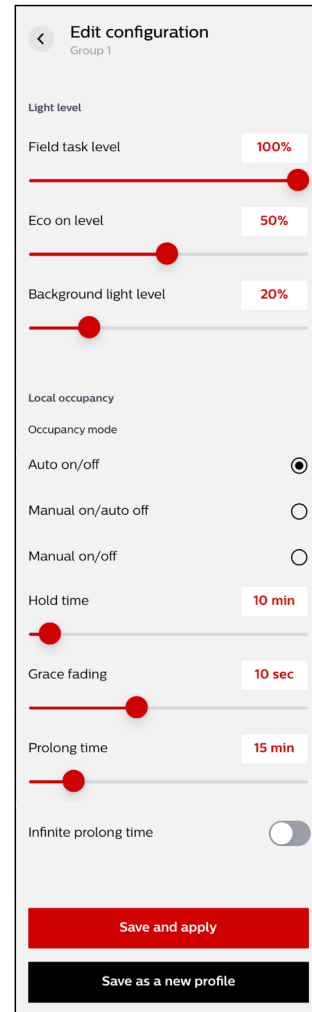 Edit configuration
Group 1
Light level
Field task level 100%
Eco on level 50%
Background light level 20%
Local occupancy
Occupancy mode
Auto on/off
Manual on/auto off
Manual on/off
Hold time 10 min
Grace fading 10 sec
Prolong time 15 min
Infinite prolong time
Save and apply
Save as a new profile